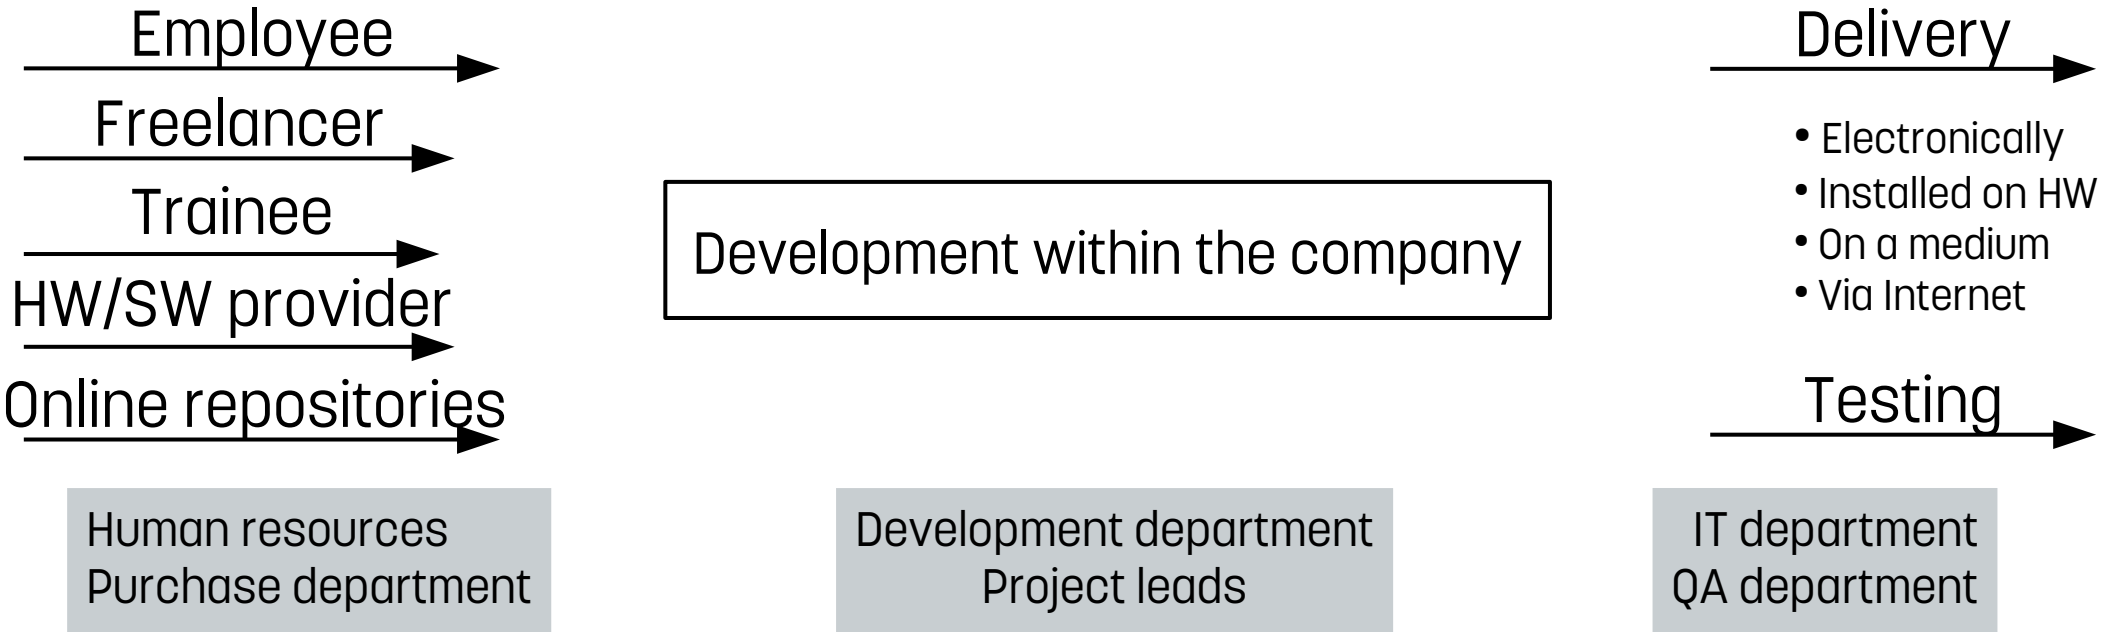 Employee
Freelancer
Trainee
HW/SW provider
Online repositories
Human resources
Purchase department
Development within the company
Development department
Project leads
Delivery
• Electronically
• Installed on HW
• On a medium
• Via Internet
Testing
IT department
QA department